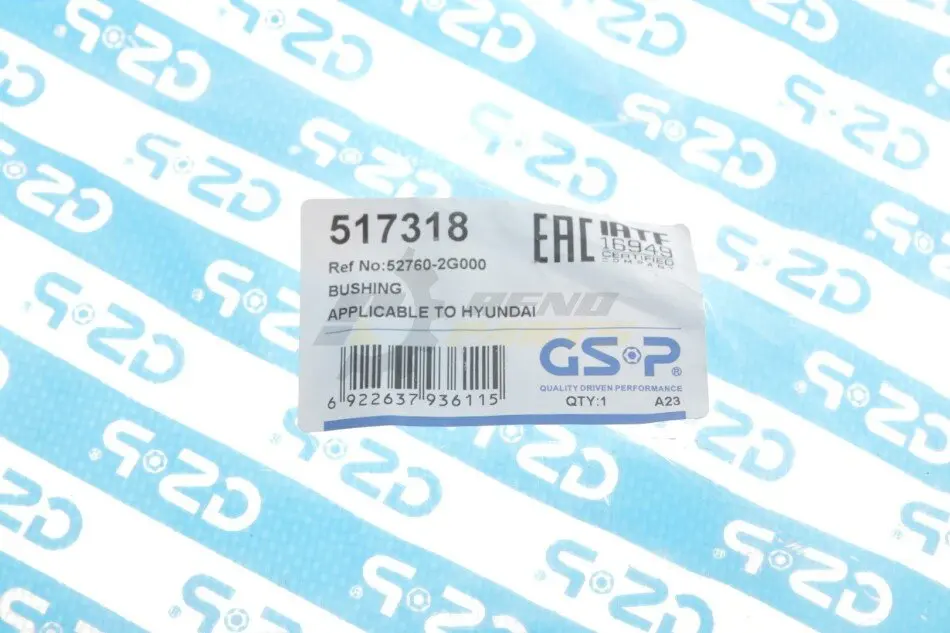 517318
EAC
IATF
16949
CERTIFIED
COMPANY
Ref No:52760-2G000
BUSHING
APPLICABLE TO HYUNDAI
GSP®
QUALITY DRIVEN PERFORMANCE
QTY:1 A23
6 922637 936115